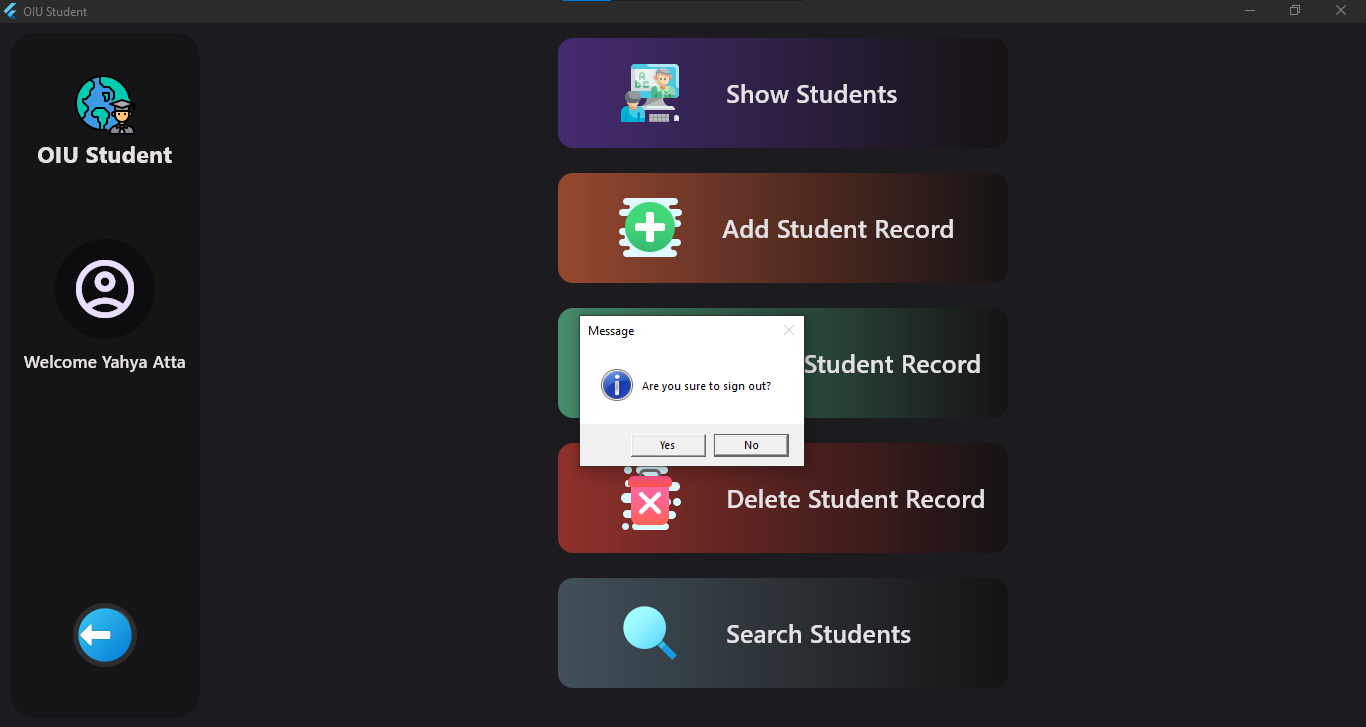 OIU Student
OIU Student
Welcome Yahya Atta
Show Students
Add Student Record
Student Record
Message
Are you sure to sign out?
Yes
No
Delete Student Record
Search Students